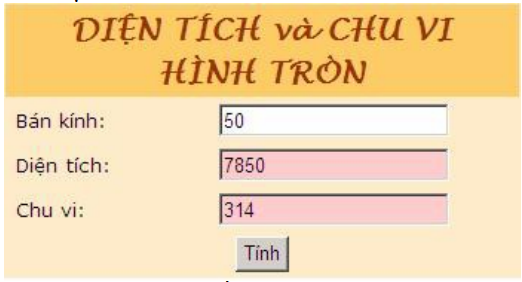 DIỆN TÍCH và CHU VI
HÌNH TRÒN
Bán kính: 50
Diện tích: 7850
Chu vi: 314
Tính